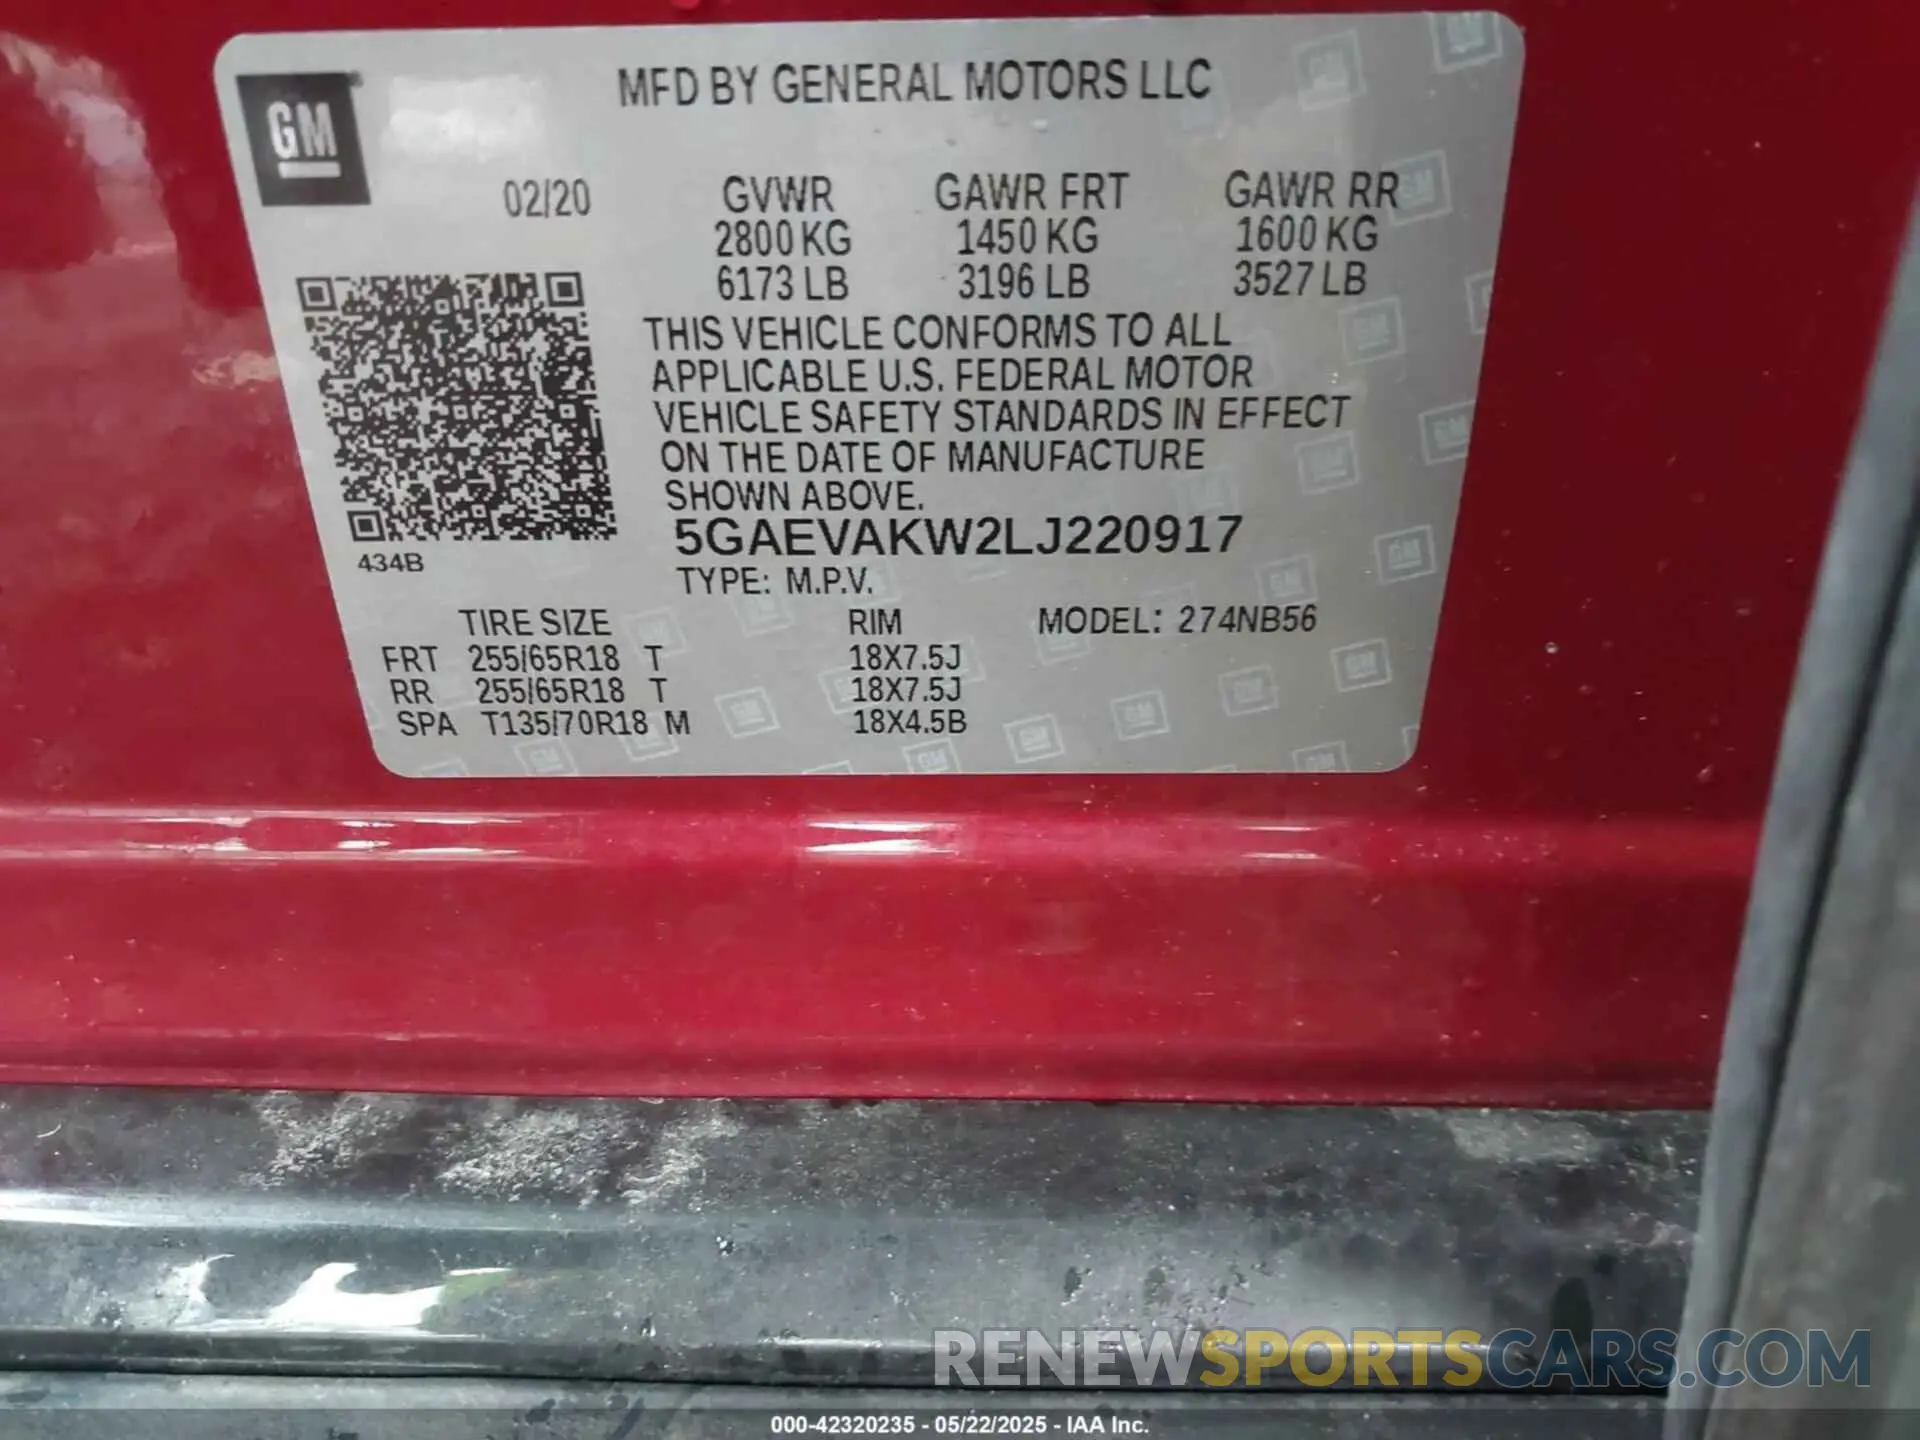 GM
MFD BY GENERAL MOTORS LLC
02/20
GVWR GAWR FRT GAWR RR
2800 KG 1450 KG 1600 KG
6173 LB 3196 LB 3527 LB
THIS VEHICLE CONFORMS TO ALL
APPLICABLE U.S. FEDERAL MOTOR
VEHICLE SAFETY STANDARDS IN EFFECT
ON THE DATE OF MANUFACTURE
SHOWN ABOVE.
5GAEVAKW2LJ220917
434B
TYPE: M.P.V.
TIRE SIZE RIM MODEL: 274NB56
FRT 255/65R18 T 18X7.5J
RR 255/65R18 T 18X7.5J
SPA T135/70R18 M 18X4.5B
RENEWSPORTSCARS.COM
000-42320235 - 05/22/2025 - IAA Inc.